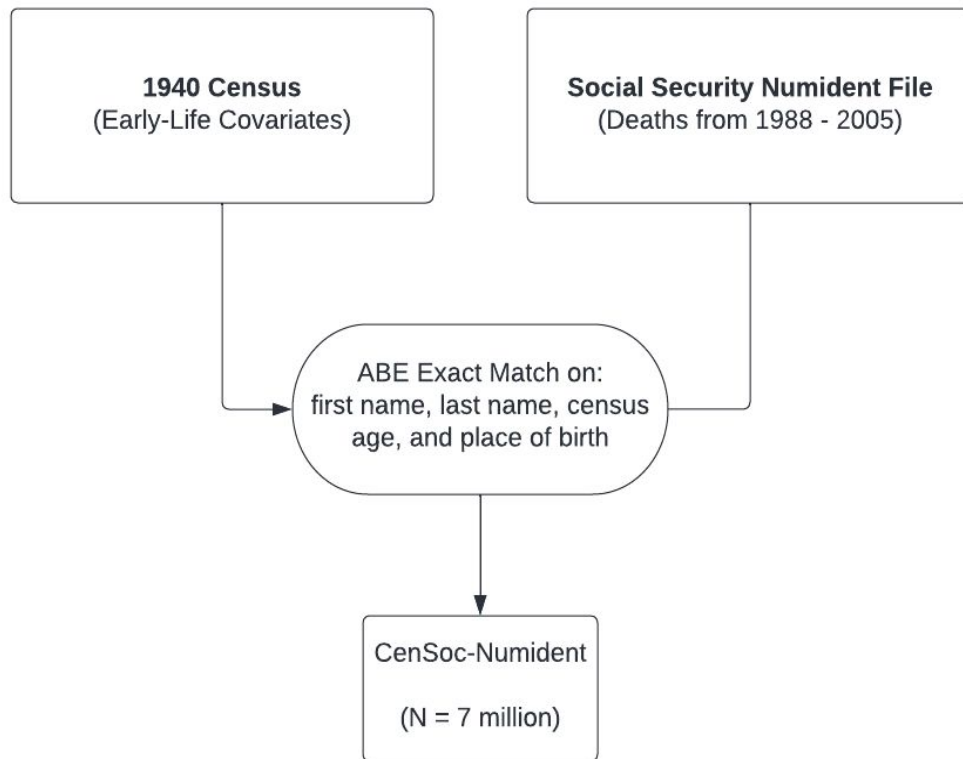 1940 Census
(Early-Life Covariates)
Social Security Numident File
(Deaths from 1988 - 2005)
ABE Exact Match on:
first name, last name, census
age, and place of birth
CenSoc-Numident
(N = 7 million)